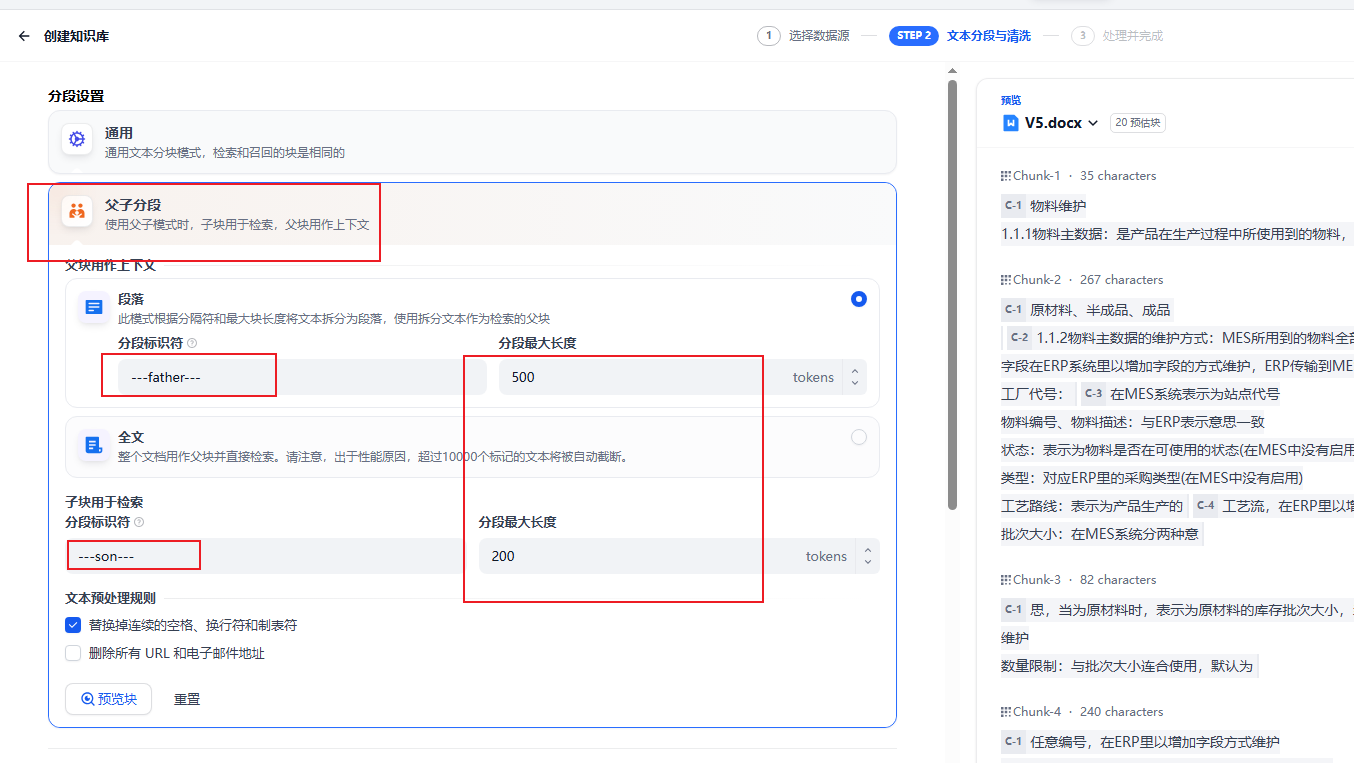 创建知识库
1 选择数据源
STEP 2 文本分段与清洗
3 处理并完成
分段设置
通用
通用文本分块模式，检索和召回的块是相同的
父子分段
使用父子模式时，子块用于检索，父块用作上下文
父块用作上下文
段落
此模式根据分隔符和最大块长度将文本拆分为段落，使用拆分文本作为检索的父块
分段标识符 分段最大长度
---father--- 500 tokens
全文
整个文档用作父块并直接检索。请注意，出于性能原因，超过10000个标记的文本将被自动截断。
子块用于检索
分段标识符 分段最大长度
---son--- 200 tokens
文本预处理规则
替换掉连续的空格、换行符和制表符
删除所有 URL 和电子邮件地址
预览块 重置
预览
V5.docx 20 预估块
Chunk-1 · 35 characters
C-1 物料维护
1.1.1物料主数据：是产品在生产过程中所使用到的物料，
Chunk-2 · 267 characters
C-1 原材料、半成品、成品
C-2 1.1.2物料主数据的维护方式：MES所用到的物料全
字段在ERP系统里以增加字段的方式维护，ERP传输到ME
工厂代号： C-3 在MES系统表示为站点代号
物料编号、物料描述：与ERP表示意思一致
状态：表示为物料是否在可使用的状态(在MES中没有启用
类型：对应ERP里的采购类型(在MES中没有启用)
工艺路线：表示为产品生产的 C-4 工艺流，在ERP里以增
批次大小：在MES系统分两种意
Chunk-3 · 82 characters
C-1 思，当为原材料时，表示为原材料的库存批次大小，
维护
数量限制：与批次大小连合使用，默认为
Chunk-4 · 240 characters
C-1 任意编号，在ERP里以增加字段方式维护